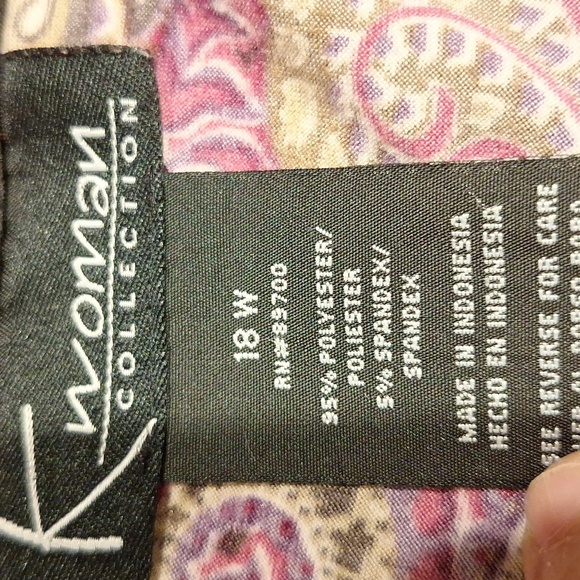 K woman
COLLECTION
18 W
RN#89700
95% POLYESTER/
POLIESTER
5% SPANDEX/
SPANDEX
MADE IN INDONESIA
HECHO EN INDONESIA
SEE REVERSE FOR CARE